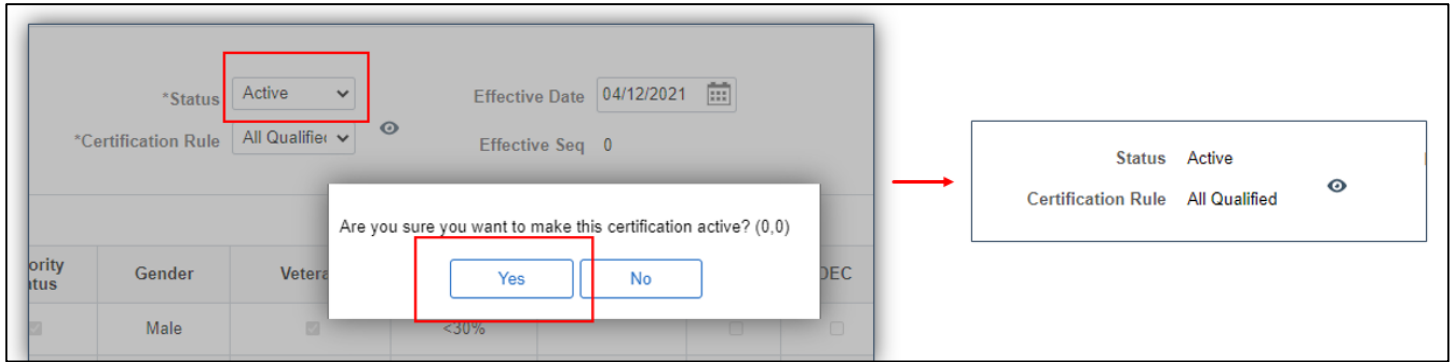 *Status Active Effective Date 04/12/2021
*Certification Rule All Qualifie Effective Seq 0
Are you sure you want to make this certification active? (0,0)
Yes No
ority
atus Gender Vetera DEC
Male <30%
Status Active
Certification Rule All Qualified